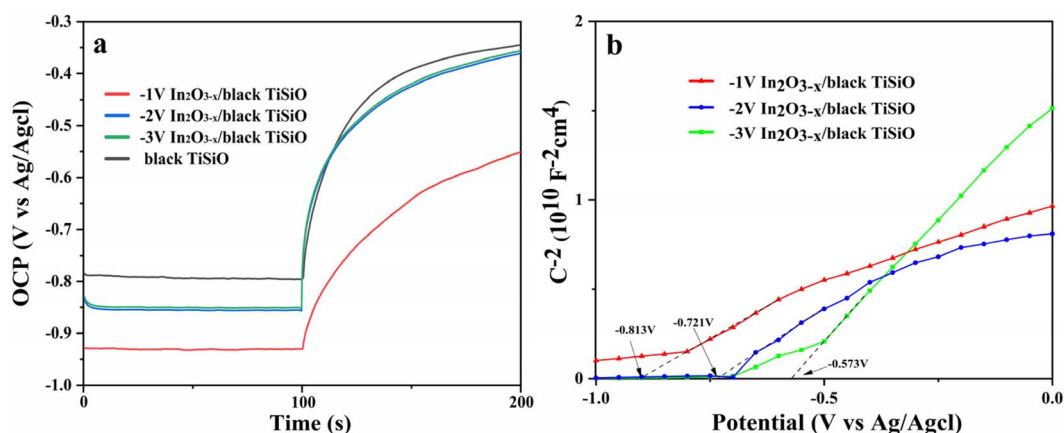 a
-1V In₂O₃₋ₓ/black TiSiO
-2V In₂O₃₋ₓ/black TiSiO
-3V In₂O₃₋ₓ/black TiSiO
black TiSiO
OCP (V vs Ag/Agcl)
-0.3
-0.4
-0.5
-0.6
-0.7
-0.8
-0.9
-1.0
0
100
200
Time (s)
b
-1V In₂O₃₋ₓ/black TiSiO
-2V In₂O₃₋ₓ/black TiSiO
-3V In₂O₃₋ₓ/black TiSiO
C⁻² (10¹⁰ F⁻²cm⁴)
2
1
0
-0.813V
-0.721V
-0.573V
-1.0
-0.5
0.0
Potential (V vs Ag/Agcl)